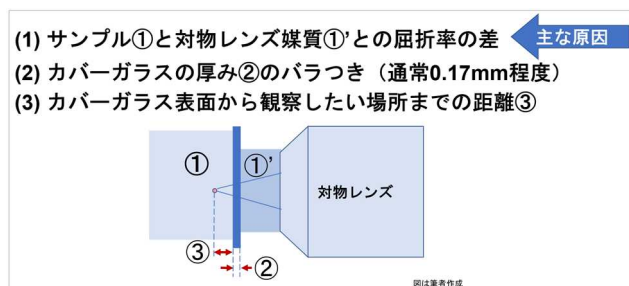 (1) サンプル①と対物レンズ媒質①’との屈折率の差 主な原因
(2) カバーガラスの厚み②のバラつき（通常0.17mm程度）
(3) カバーガラス表面から観察したい場所までの距離③
① ①’ 対物レンズ
③ ②
図は筆者作成